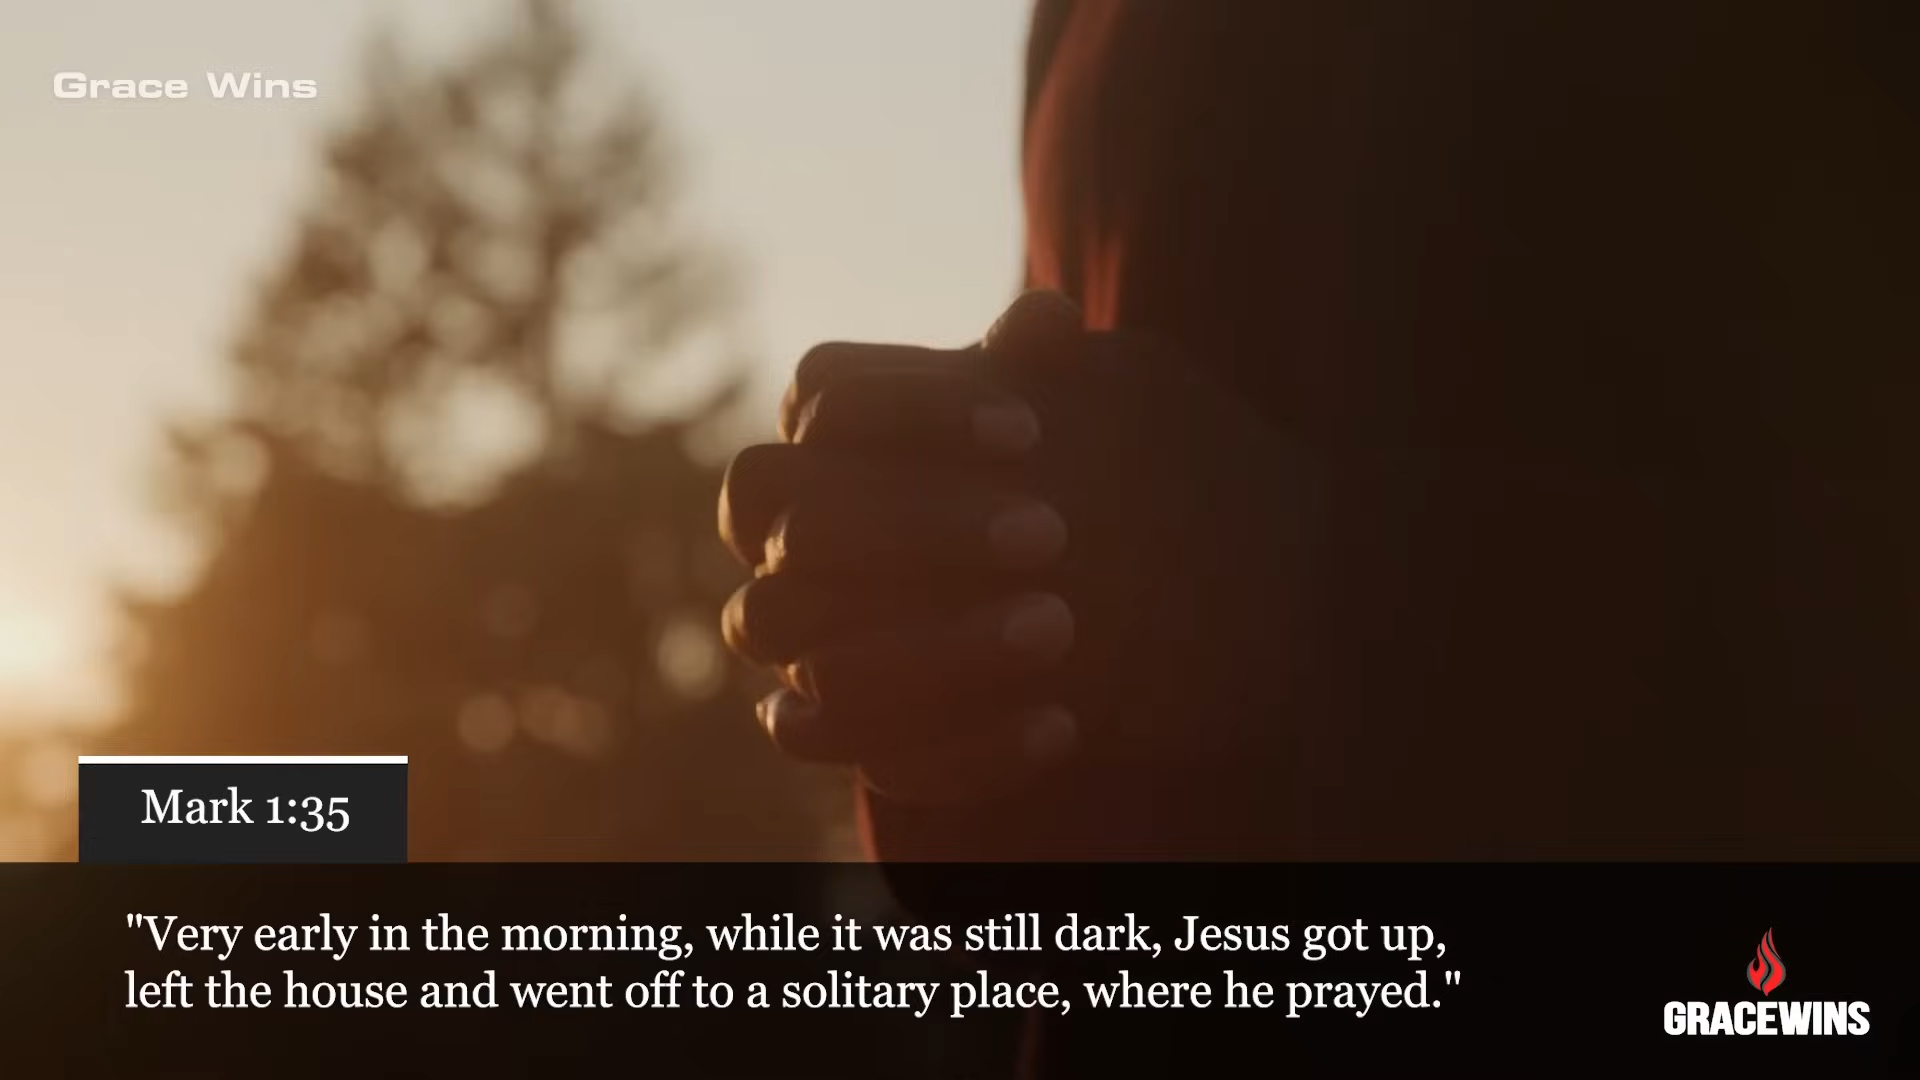 Grace Wins
Mark 1:35
"Very early in the morning, while it was still dark, Jesus got up,
left the house and went off to a solitary place, where he prayed."
GRACEWINS